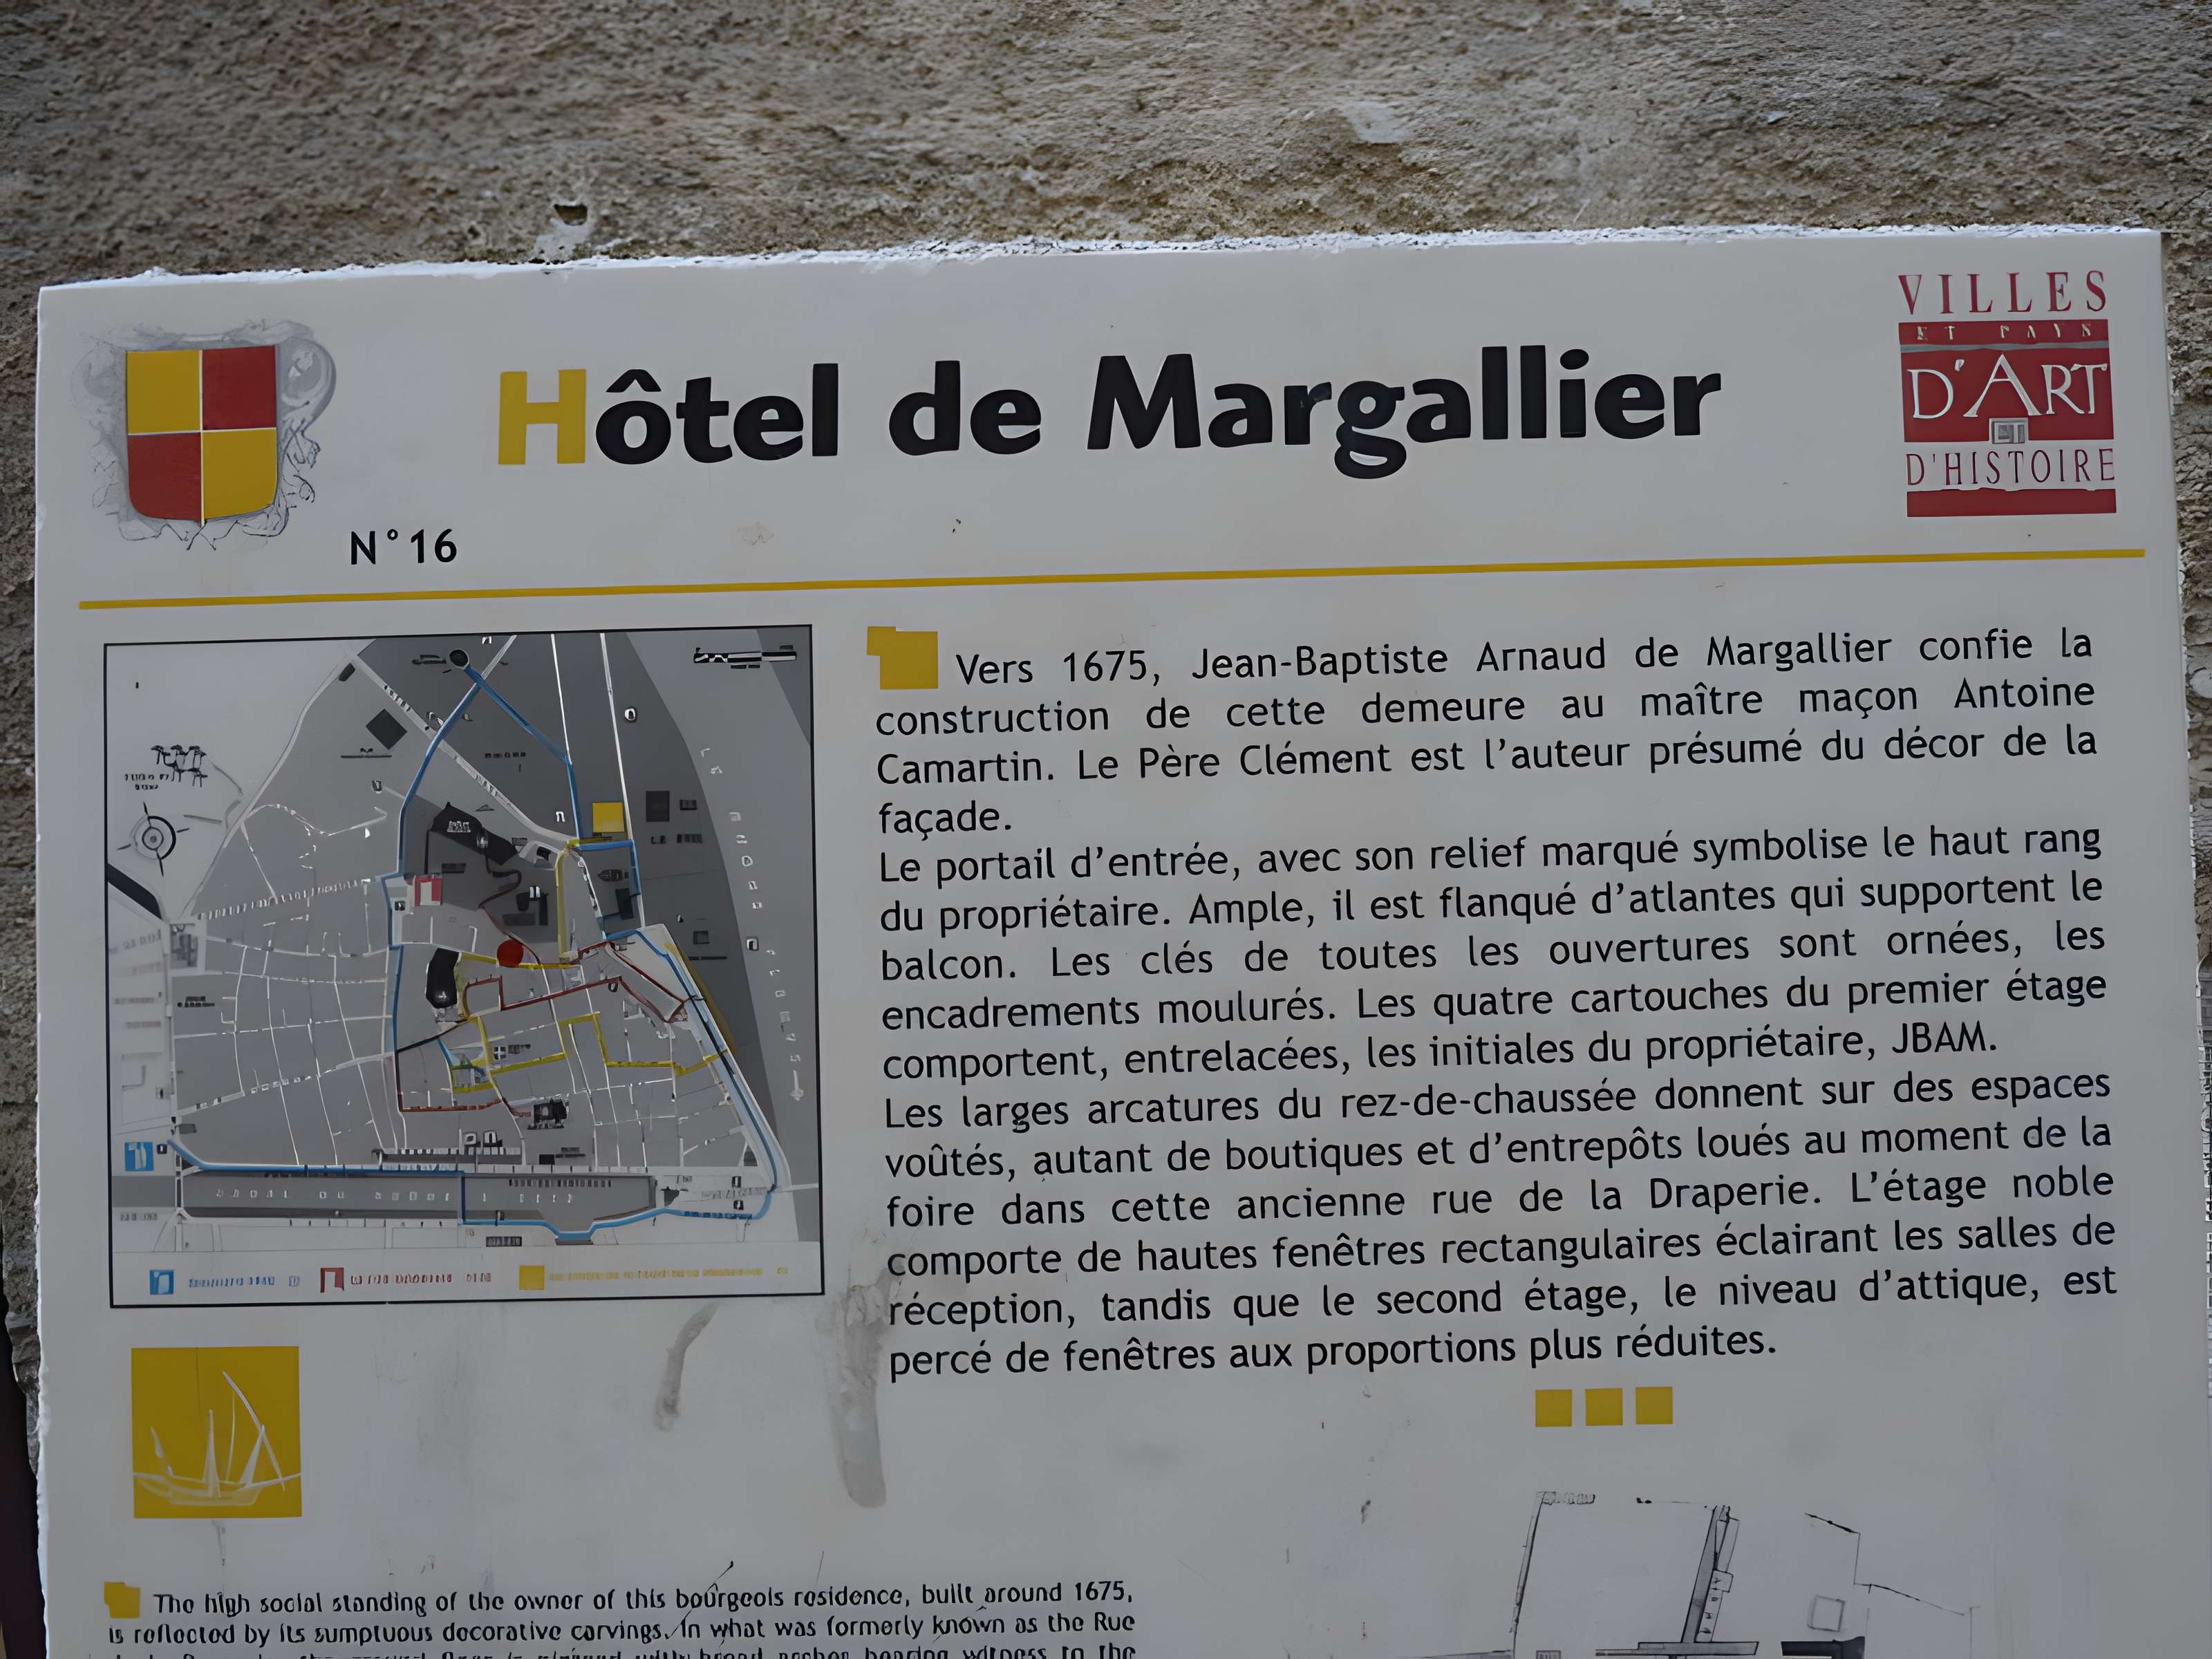 VILLES
ET PAYS
D'ART
D'HISTOIRE
Hôtel de Margallier
N°16
Vers 1675, Jean-Baptiste Arnaud de Margallier confie la
construction de cette demeure au maître maçon Antoine
Camartin. Le Père Clément est l'auteur présumé du décor de la
façade.
Le portail d'entrée, avec son relief marqué symbolise le haut rang
du propriétaire. Ample, il est flanqué d'atlantes qui supportent le
balcon. Les clés de toutes les ouvertures sont ornées, les
encadrements moulurés. Les quatre cartouches du premier étage
comportent, entrelacées, les initiales du propriétaire, JBAM.
Les larges arcatures du rez-de-chaussée donnent sur des espaces
voûtés, autant de boutiques et d'entrepôts loués au moment de la
foire dans cette ancienne rue de la Draperie. L'étage noble
comporte de hautes fenêtres rectangulaires éclairant les salles de
réception, tandis que le second étage, le niveau d'attique, est
percé de fenêtres aux proportions plus réduites.
The high social standing of the owner of this bourgeois residence, built around 1675,
is reflected by its sumptuous decorative carvings. In what was formerly known as the Rue